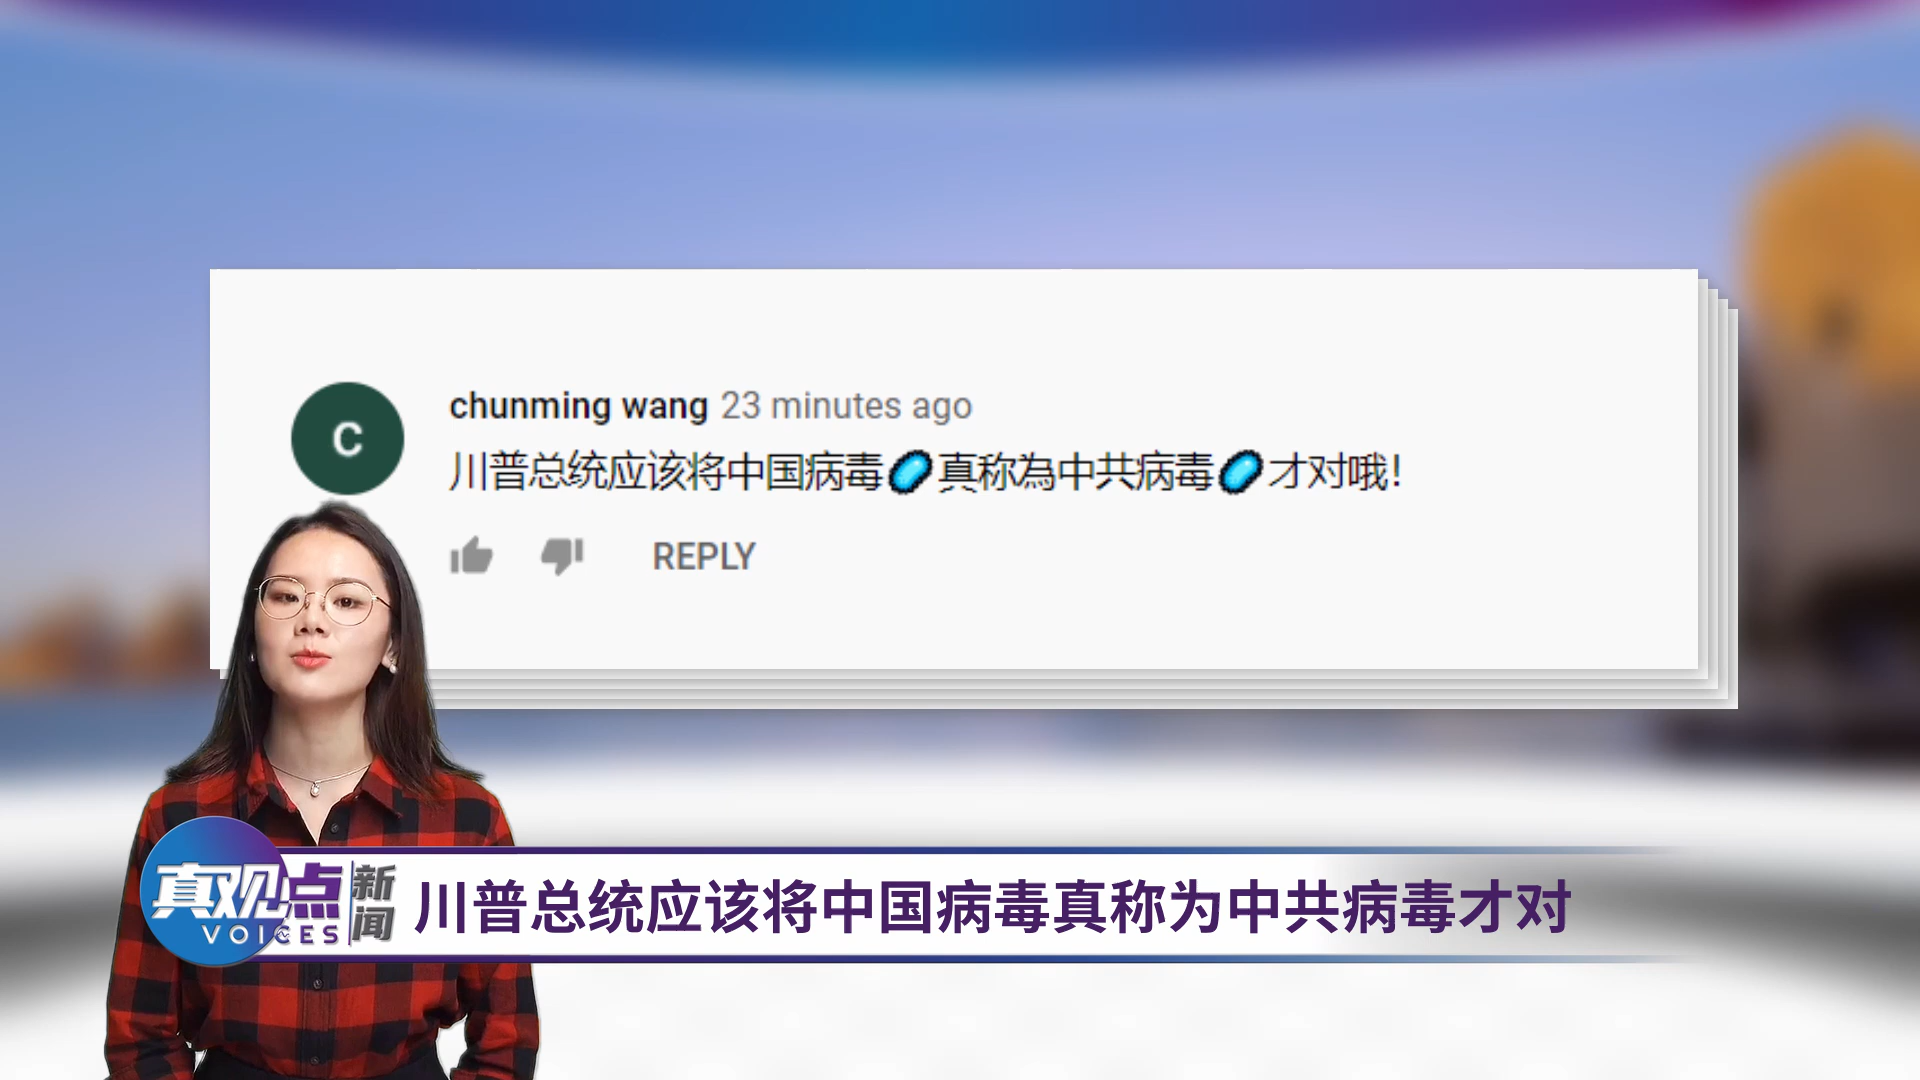 C
chunming wang 23 minutes ago
川普总统应该将中国病毒🦠真称為中共病毒🦠才对哦!
REPLY
真观点 新闻
VOICES
川普总统应该将中国病毒真称为中共病毒才对